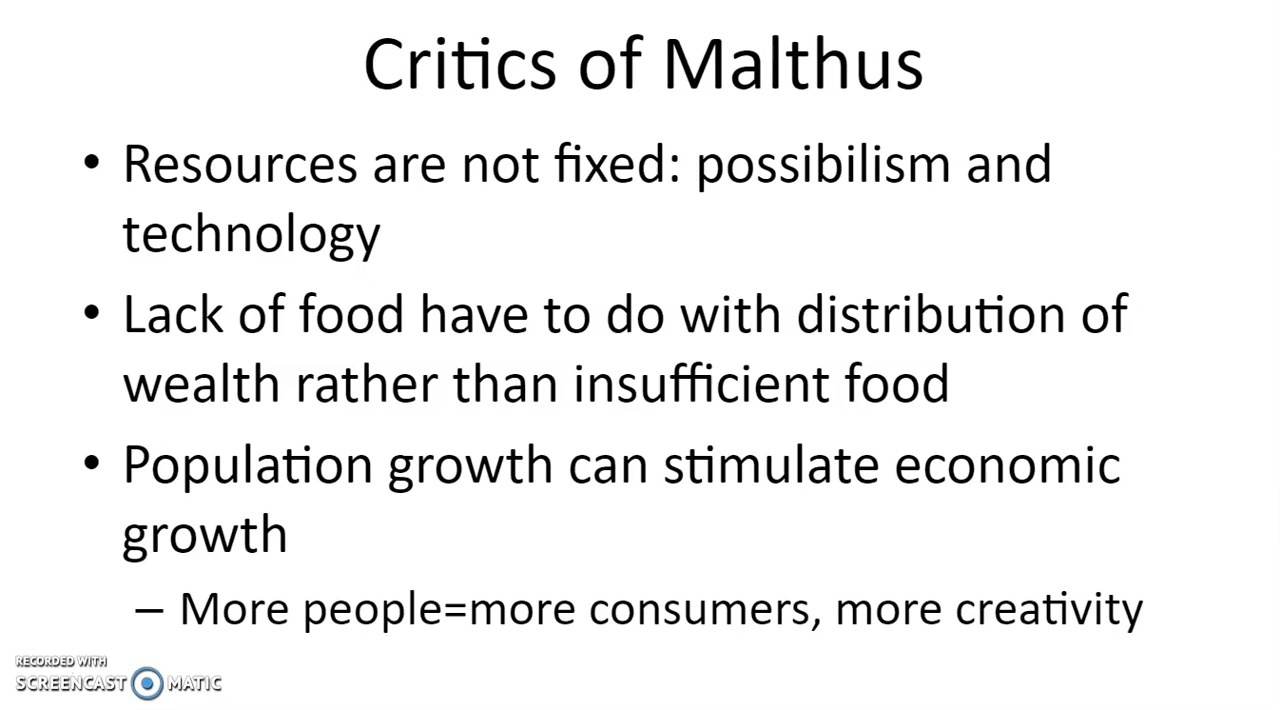 Critics of Malthus
• Resources are not fixed: possibilism and
technology
• Lack of food have to do with distribution of
wealth rather than insufficient food
• Population growth can stimulate economic
growth
– More people=more consumers, more creativity
RECORDED WITH
SCREENCAST MATIC